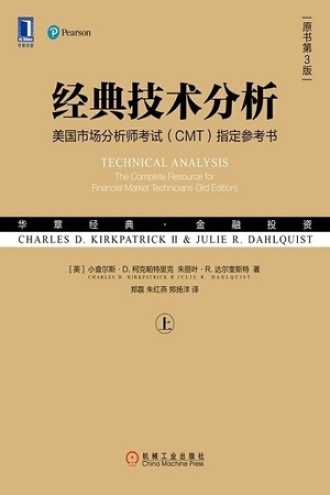 Pearson
华章经管
原书第3版
经典技术分析
美国市场分析师考试（CMT）指定参考书
TECHNICAL ANALYSIS
The Complete Resource for
Financial Market Technicians (3rd Edition)
华章经典·金融投资
CHARLES D. KIRKPATRICK II & JULIE R. DAHLQUIST
[美] 小查尔斯·D. 柯克帕特里克 朱丽叶·R. 达尔奎斯特 著
CHARLES D. KIRKPATRICK II JULIE R. DAHLQUIST
郑磊 朱红燕 郑扬洋 译
上
机械工业出版社
China Machine Press